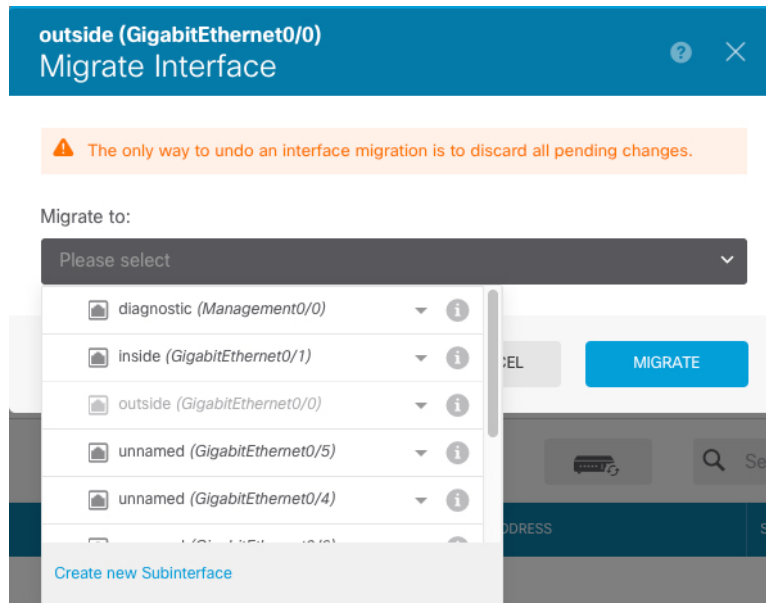 outside (GigabitEthernet0/0)
Migrate Interface
The only way to undo an interface migration is to discard all pending changes.
Migrate to:
Please select
diagnostic (Management0/0)
inside (GigabitEthernet0/1)
outside (GigabitEthernet0/0)
unnamed (GigabitEthernet0/5)
unnamed (GigabitEthernet0/4)
Create new Subinterface
CEL
MIGRATE
Se
DDRESS
S